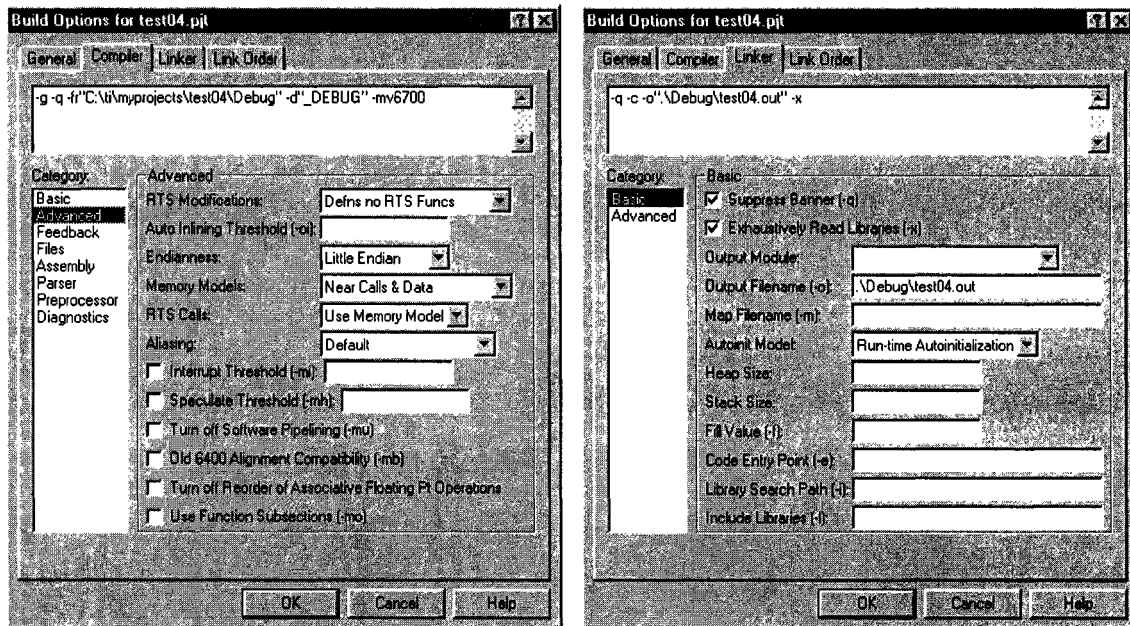 Build Options for test04.pjt
General Compiler Linker Link Order
-g -q -fr"C:\ti\myprojects\test04\Debug" -d"_DEBUG" -mv6700
Category:
Basic
Advanced
Feedback
Files
Assembly
Parser
Preprocessor
Diagnostics
Advanced
RTS Modifications: Defns no RTS Funcs
Auto Inlining Threshold (-oi):
Endianness: Little Endian
Memory Models: Near Calls & Data
RTS Calls: Use Memory Model
Aliasing: Default
Interrupt Threshold (-mi):
Speculate Threshold (-mh):
Turn off Software Pipelining (-mu)
Old 6400 Alignment Compatibility (-mb)
Turn off Reorder of Associative Floating Pt Operations
Use Function Subsections (-mo)
OK Cancel Help
Build Options for test04.pjt
General Compiler Linker Link Order
-q -c -o".\Debug\test04.out" -x
Category:
Basic
Advanced
Basic
Suppress Banner (-q)
Exhaustively Read Libraries (-x)
Output Module:
Output Filename (-o): .\Debug\test04.out
Map Filename (-m):
Autoinit Model: Run-time Autoinitialization
Heap Size:
Stack Size:
Fill Value (-f):
Code Entry Point (-e):
Library Search Path (-i):
Include Libraries (-l):
OK Cancel Help